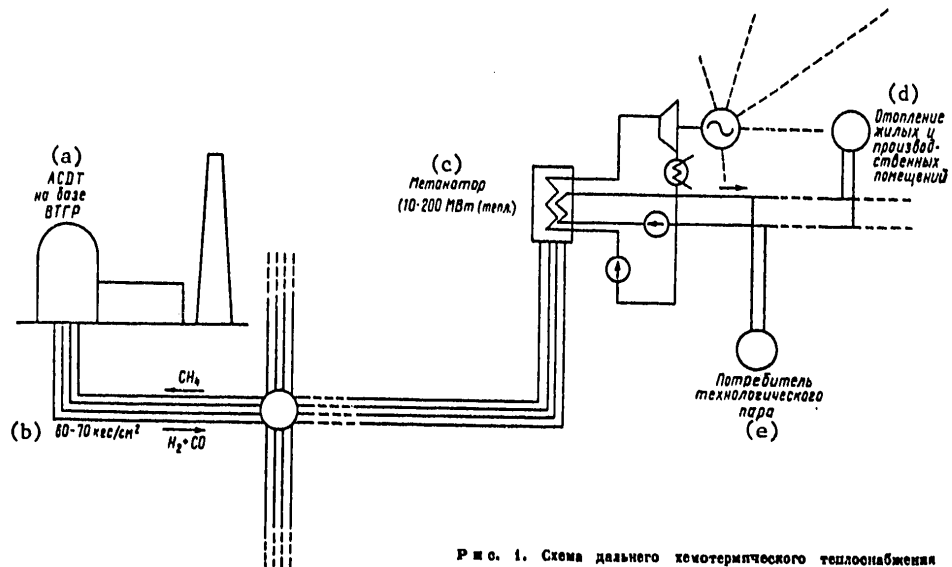 (a)
АСДТ
на базе
ВТГР
(b) 60-70 кгс/см²
CH₄
H₂+CO
(c)
Метанатор
(10-200 МВт (тепл.)
(d)
Отопление
жилых и
производ-
ственных
помещений
Потребитель
технологического
пара
(e)
Рис. 1. Схема дальнего хемотермического теплоснабжения